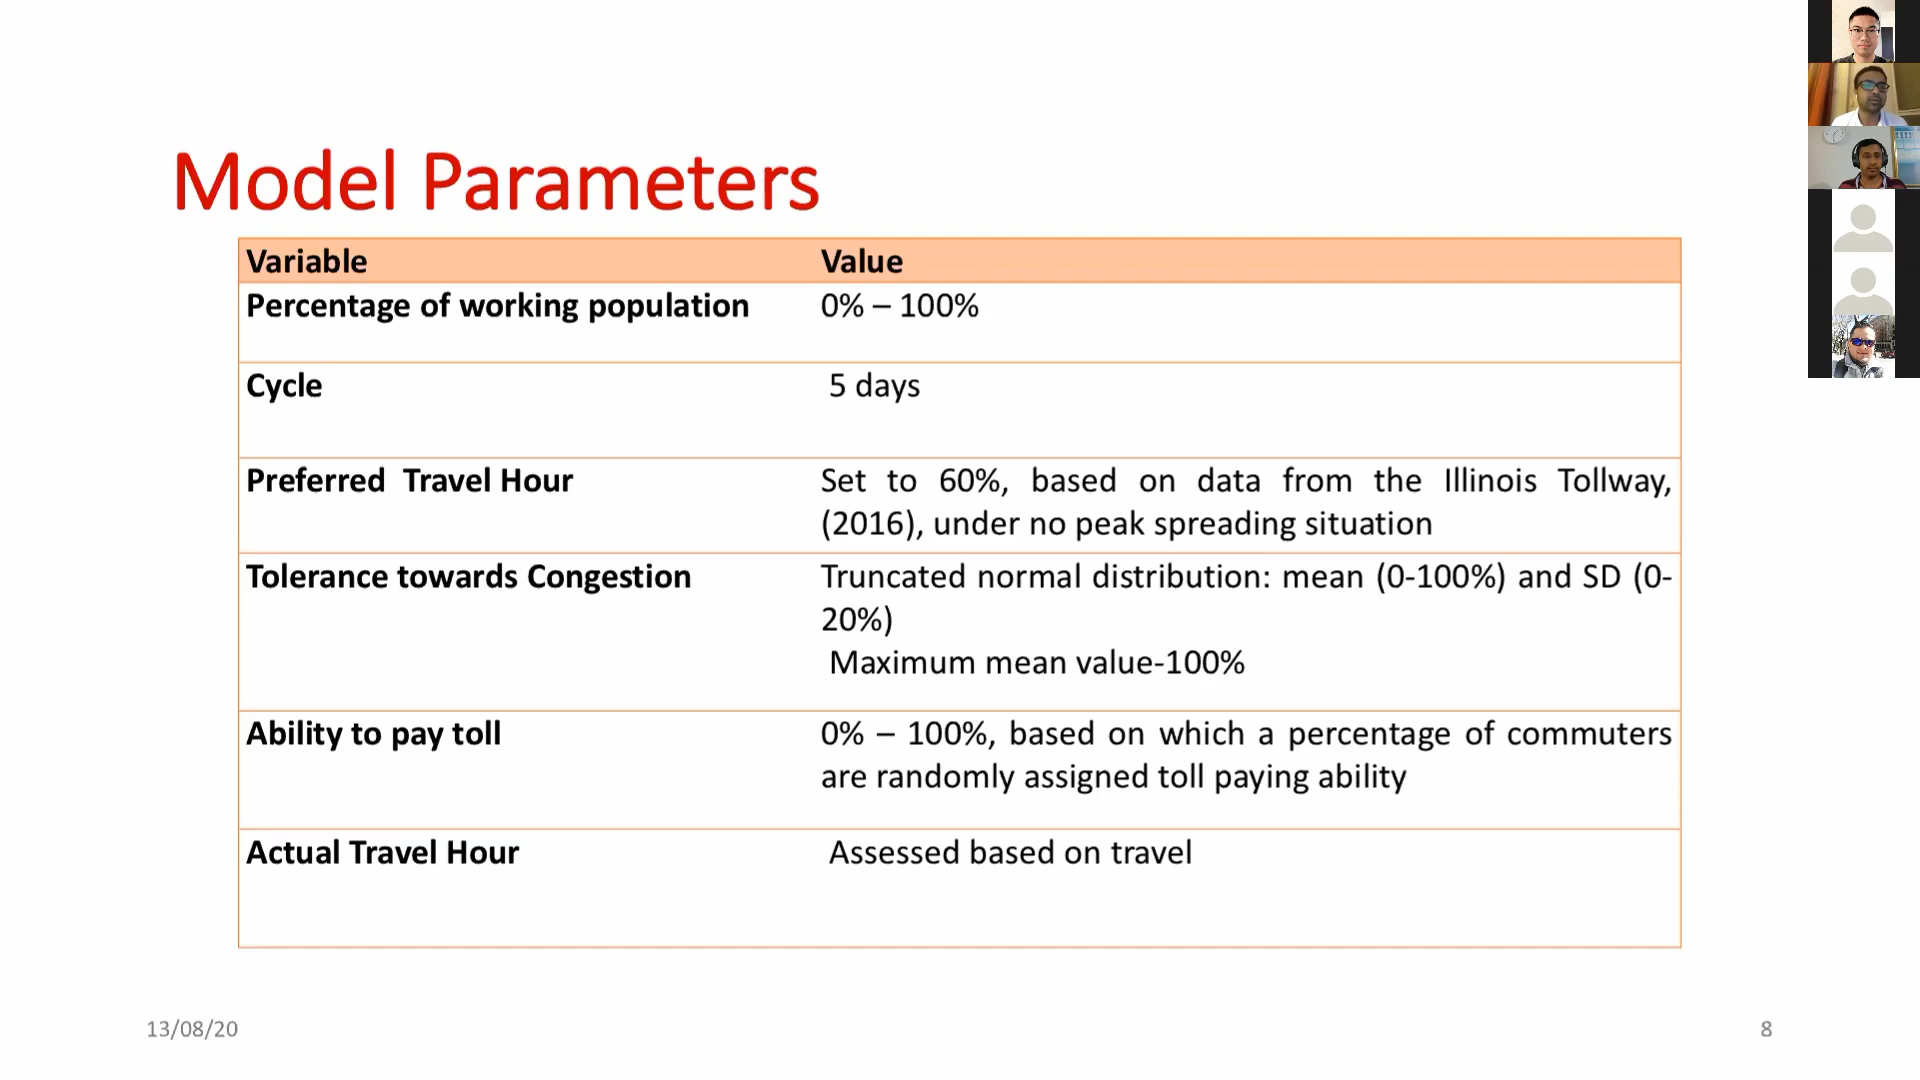 Model Parameters
Variable Value
Percentage of working population 0% – 100%
Cycle 5 days
Preferred Travel Hour Set to 60%, based on data from the Illinois Tollway,
(2016), under no peak spreading situation
Tolerance towards Congestion Truncated normal distribution: mean (0-100%) and SD (0-
20%)
Maximum mean value-100%
Ability to pay toll 0% – 100%, based on which a percentage of commuters
are randomly assigned toll paying ability
Actual Travel Hour Assessed based on travel
13/08/20 8